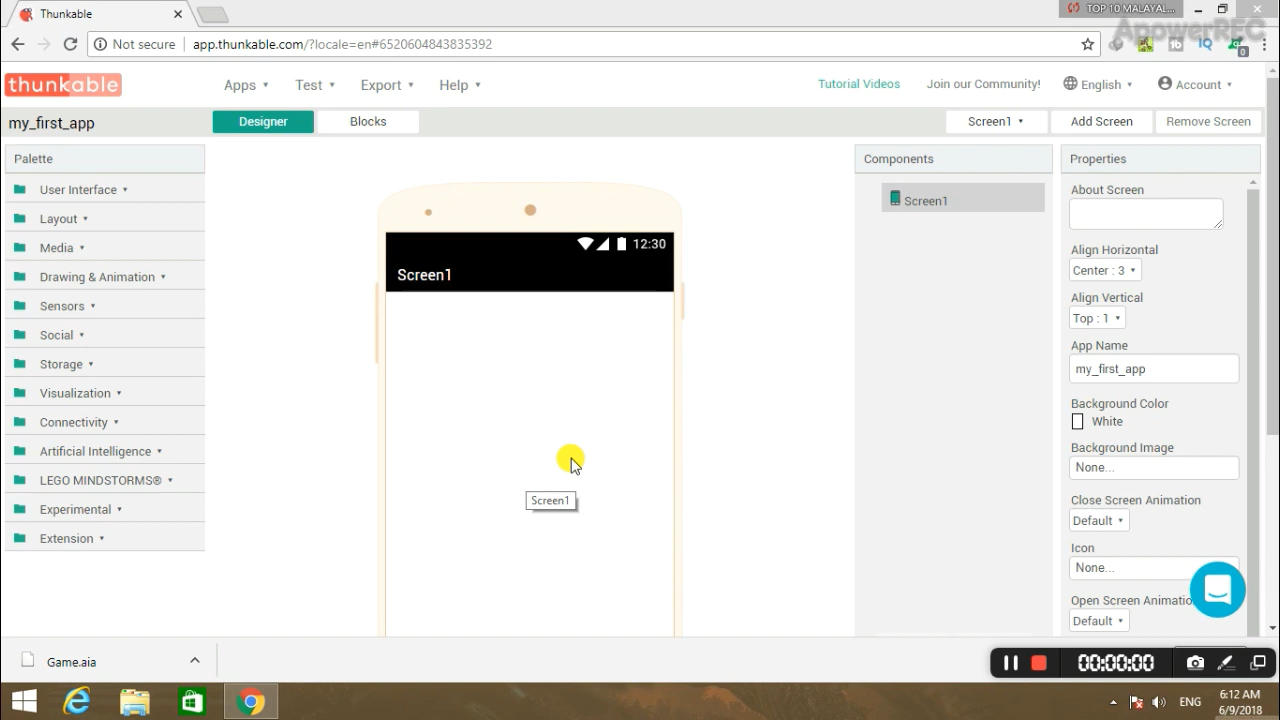 Thunkable
TOP 10 MALAYAL...
ApowerREC
Not secure
app.thunkable.com/?locale=en#6520604843835392
tb
IQ
0
thunkable
Apps
Test
Export
Help
Tutorial Videos
Join our Community!
English
Account
my_first_app
Designer
Blocks
Screen1
Add Screen
Remove Screen
Palette
User Interface
Layout
Media
Drawing & Animation
Sensors
Social
Storage
Visualization
Connectivity
Artificial Intelligence
LEGO MINDSTORMS®
Experimental
Extension
12:30
Screen1
Screen1
Components
Screen1
Properties
About Screen
Align Horizontal
Center : 3
Align Vertical
Top : 1
App Name
my_first_app
Background Color
White
Background Image
None...
Close Screen Animation
Default
Icon
None...
Open Screen Animatio
Default
Game.aia
00:00:00
ENG
6:12 AM
6/9/2018